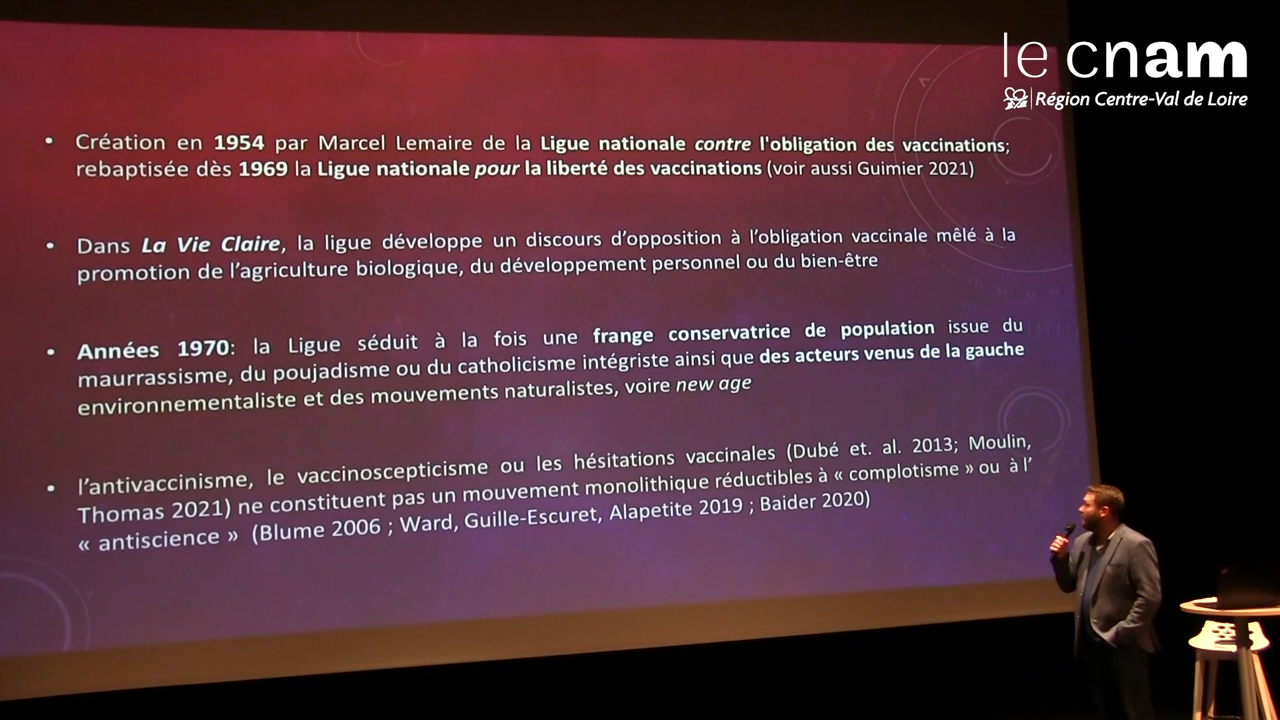 le cnam
Région Centre-Val de Loire
• Création en 1954 par Marcel Lemaire de la Ligue nationale contre l'obligation des vaccinations;
rebaptisée dès 1969 la Ligue nationale pour la liberté des vaccinations (voir aussi Guimier 2021)
• Dans La Vie Claire, la ligue développe un discours d'opposition à l'obligation vaccinale mêlé à la
promotion de l'agriculture biologique, du développement personnel ou du bien-être
• Années 1970: la Ligue séduit à la fois une frange conservatrice de population issue du
maurrassisme, du poujadisme ou du catholicisme intégriste ainsi que des acteurs venus de la gauche
environnementaliste et des mouvements naturalistes, voire new age
• l'antivaccinisme, le vaccinoscepticisme ou les hésitations vaccinales (Dubé et. al. 2013; Moulin,
Thomas 2021) ne constituent pas un mouvement monolithique réductibles à « complotisme » ou à l'
« antiscience » (Blume 2006 ; Ward, Guille-Escuret, Alapetite 2019 ; Baider 2020)